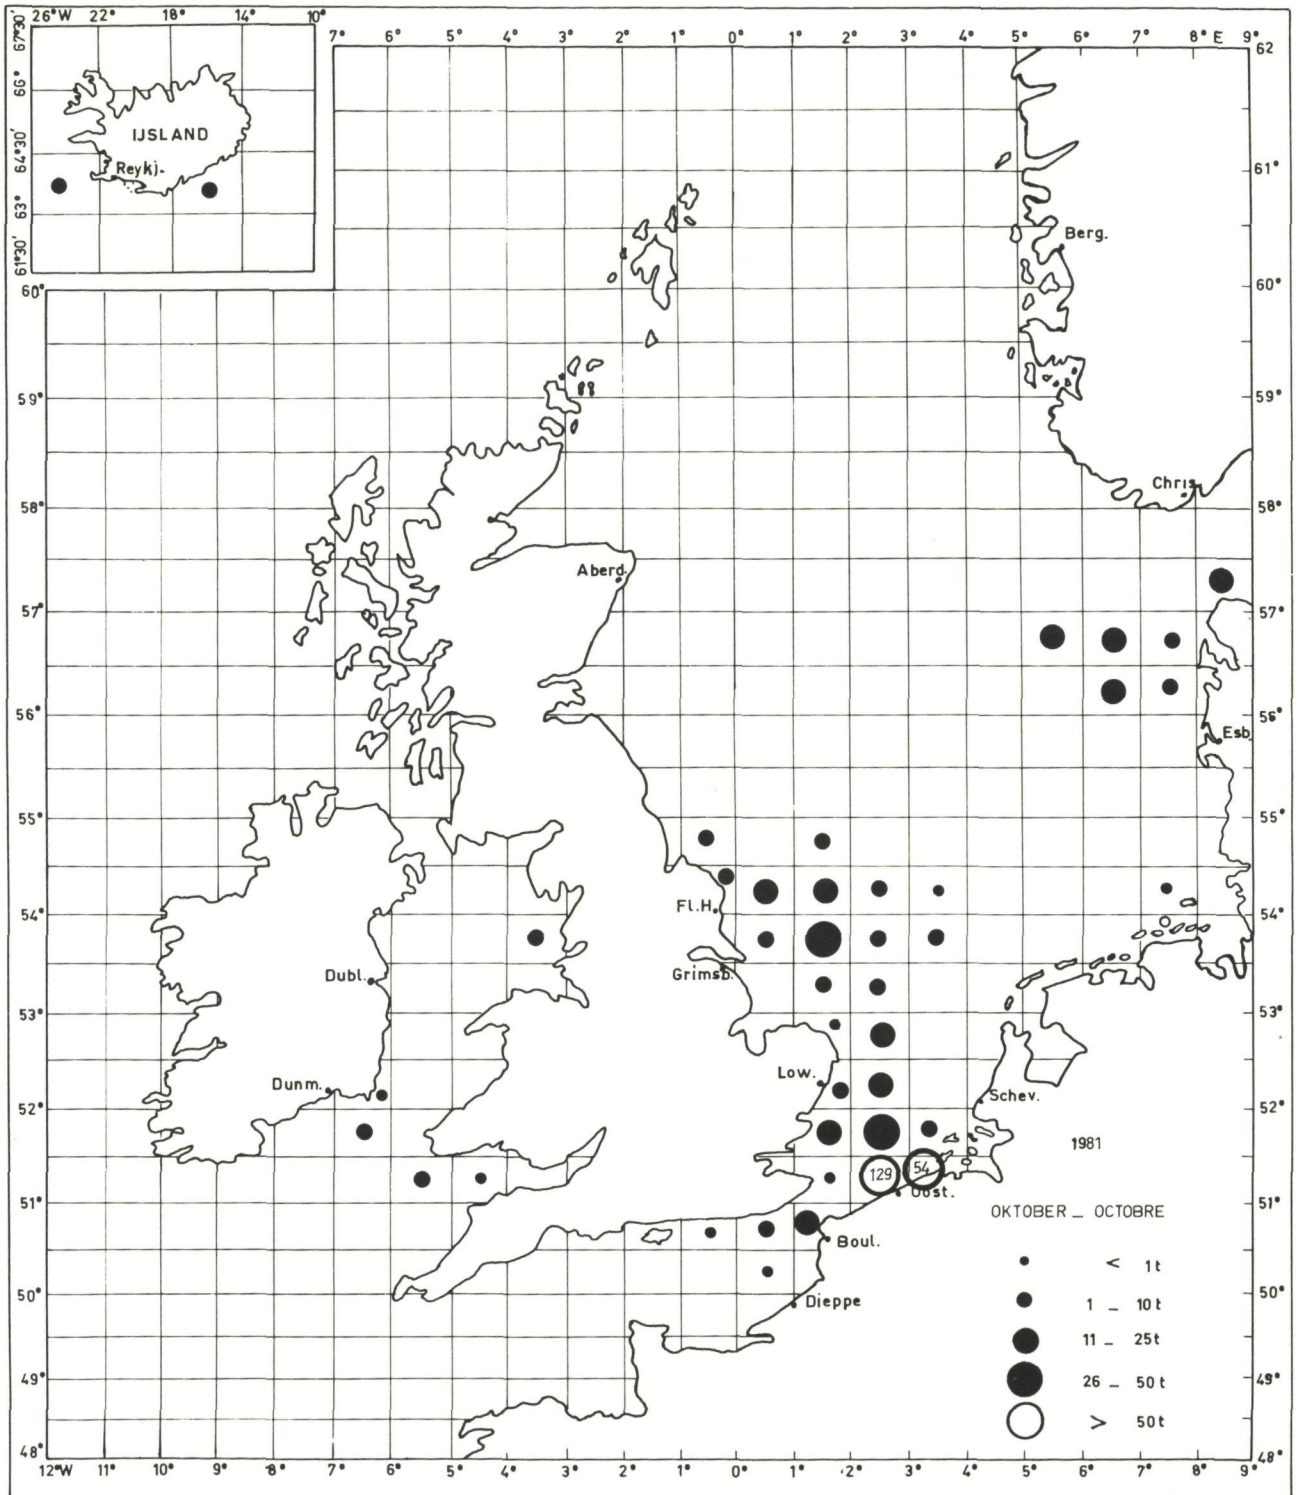 26°W 22° 18° 14° 10°
67°30'
66°
64°30'
63°
61°30'
IJSLAND
Reykj.
7° 6° 5° 4° 3° 2° 1° 0° 1° 2° 3° 4° 5° 6° 7° 8° E 9°
62
61°
60° 60°
59° 59°
58° 58°
57° 57°
56° 56°
55° 55°
54° 54°
53° 53°
52° 52°
51° 51°
50° 50°
49° 49°
48° 48°
Berg.
Chris
Aberd.
Esb.
Fl.H.
Dubl.
Grimsb.
Dunm.
Low.
Schev.
129
54
Oost.
Boul.
Dieppe
1981
OKTOBER _ OCTOBRE
< 1t
1 _ 10t
11 _ 25t
26 _ 50t
> 50t
12°W 11° 10° 9° 8° 7° 6° 5° 4° 3° 2° 1° 0° 1° 2° 3° 4° 5° 6° 7° 8° 9°